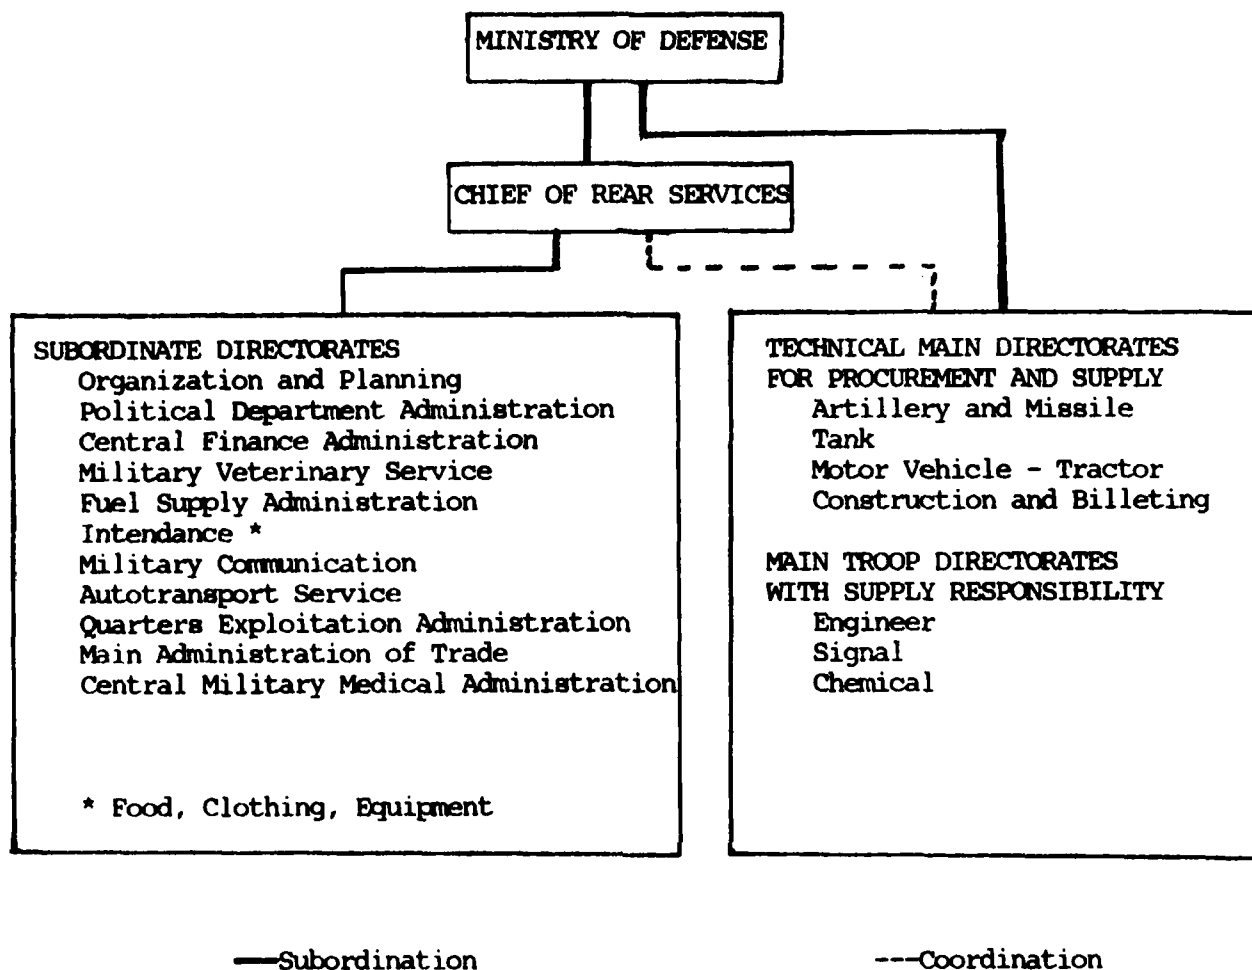 MINISTRY OF DEFENSE
CHIEF OF REAR SERVICES
SUBORDINATE DIRECTORATES
Organization and Planning
Political Department Administration
Central Finance Administration
Military Veterinary Service
Fuel Supply Administration
Intendance *
Military Communication
Autotransport Service
Quarters Exploitation Administration
Main Administration of Trade
Central Military Medical Administration
* Food, Clothing, Equipment
TECHNICAL MAIN DIRECTORATES
FOR PROCUREMENT AND SUPPLY
Artillery and Missile
Tank
Motor Vehicle - Tractor
Construction and Billeting
MAIN TROOP DIRECTORATES
WITH SUPPLY RESPONSIBILITY
Engineer
Signal
Chemical
Subordination
Coordination